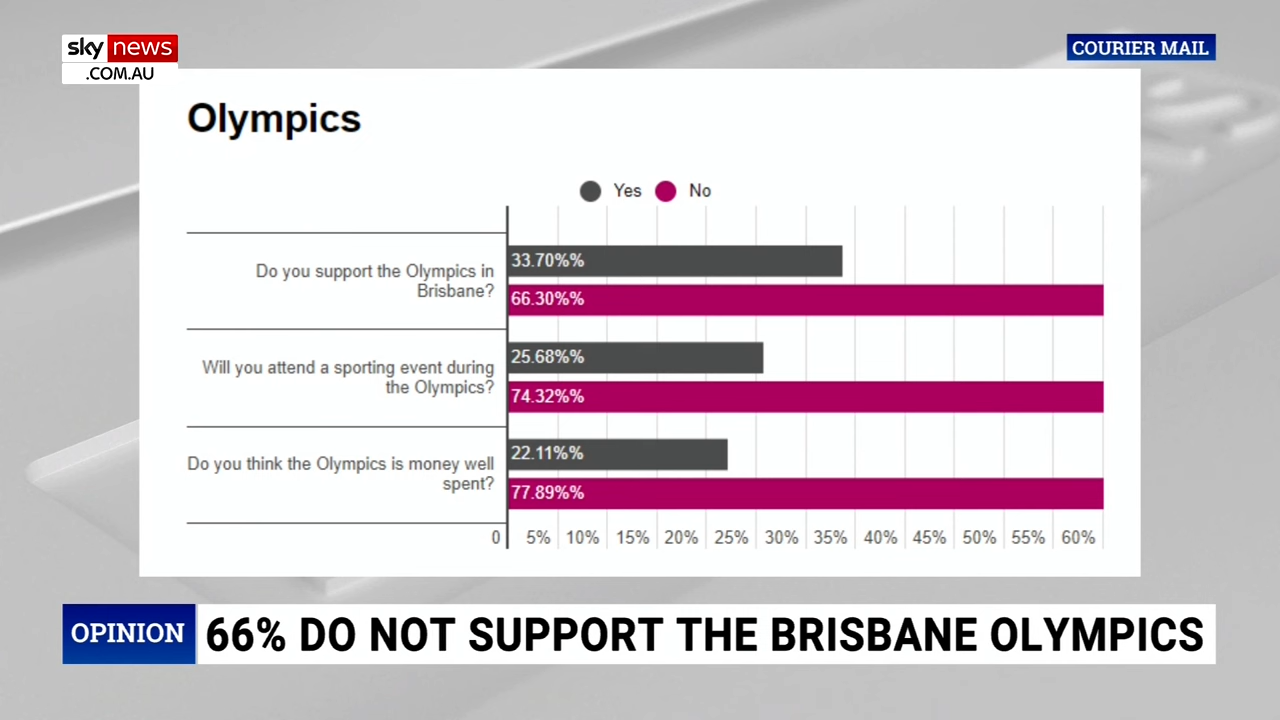 sky news
.COM.AU
COURIER MAIL
Olympics
Yes No
Do you support the Olympics in
Brisbane?
33.70%%
66.30%%
Will you attend a sporting event during
the Olympics?
25.68%%
74.32%%
Do you think the Olympics is money well
spent?
22.11%%
77.89%%
0 5% 10% 15% 20% 25% 30% 35% 40% 45% 50% 55% 60%
OPINION 66% DO NOT SUPPORT THE BRISBANE OLYMPICS